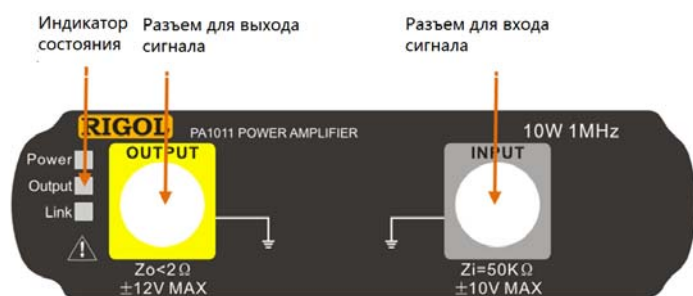 Индикатор
состояния
Разъем для выхода
сигнала
Разъем для входа
сигнала
RIGOL PA1011 POWER AMPLIFIER 10W 1MHz
Power
Output
Link
OUTPUT
INPUT
Zo<2Ω
±12V MAX
Zi=50KΩ
±10V MAX